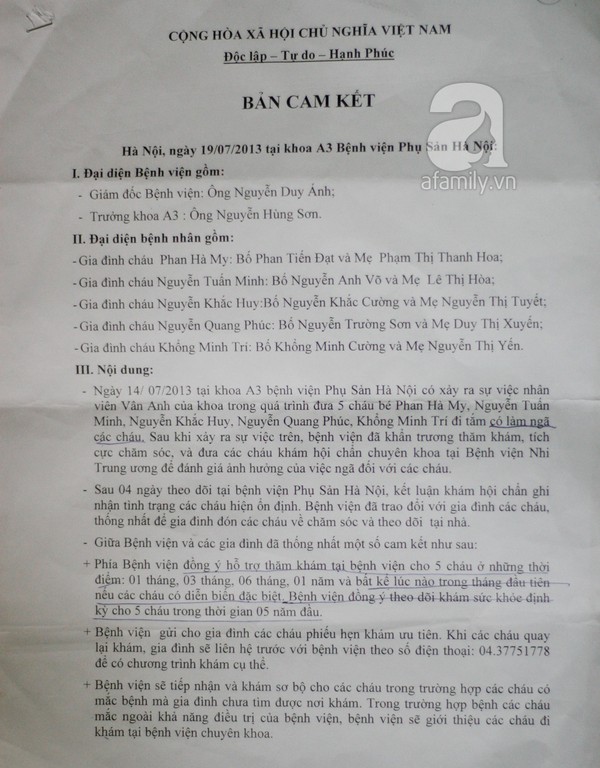 CỘNG HÒA XÃ HỘI CHỦ NGHĨA VIỆT NAM
Độc lập – Tự do – Hạnh Phúc
BẢN CAM KẾT
a
afamily.vn
Hà Nội, ngày 19/07/2013 tại khoa A3 Bệnh viện Phụ Sản Hà Nội:
I. Đại diện Bệnh viện gồm:
- Giám đốc Bệnh viện: Ông Nguyễn Duy Ánh;
- Trưởng khoa A3 : Ông Nguyễn Hùng Sơn.
II. Đại diện bệnh nhân gồm:
-Gia đình cháu Phan Hà My: Bố Phan Tiến Đạt và Mẹ Phạm Thị Thanh Hoa;
-Gia đình cháu Nguyễn Tuấn Minh: Bố Nguyễn Anh Võ và Mẹ Lê Thị Hòa;
-Gia đình cháu Nguyễn Khắc Huy:Bố Nguyễn Khắc Cường và Mẹ Nguyễn Thị Tuyết;
-Gia đình cháu Nguyễn Quang Phúc: Bố Nguyễn Trường Sơn và Mẹ Duy Thị Xuyến;
-Gia đình cháu Khổng Minh Trí: Bố Khổng Minh Cường và Mẹ Nguyễn Thị Yến.
III. Nội dung:
- Ngày 14/ 07/2013 tại khoa A3 bệnh viện Phụ Sản Hà Nội có xảy ra sự việc nhân
viên Vân Anh của khoa trong quá trình đưa 5 cháu bé Phan Hà My, Nguyễn Tuấn
Minh, Nguyễn Khắc Huy, Nguyễn Quang Phúc, Khổng Minh Trí đi tắm có làm ngã
các cháu. Sau khi xảy ra sự việc trên, bệnh viện đã khẩn trương thăm khám, tích
cực chăm sóc, và đưa các cháu khám hội chẩn chuyên khoa tại Bệnh viện Nhi
Trung ương để đánh giá ảnh hưởng của việc ngã đối với các cháu.
- Sau 04 ngày theo dõi tại bệnh viện Phụ Sản Hà Nội, kết luận khám hội chẩn ghi
nhận tình trạng các cháu hiện ổn định. Bệnh viện đã trao đổi với gia đình các cháu,
thống nhất để gia đình đón các cháu về chăm sóc và theo dõi tại nhà.
- Giữa Bệnh viện và các gia đình đã thống nhất một số cam kết như sau:
+ Phía Bệnh viện đồng ý hỗ trợ thăm khám tại bệnh viện cho 5 cháu ở những thời
điểm: 01 tháng, 03 tháng, 06 tháng, 01 năm và bất kể lúc nào trong tháng đầu tiên
nếu các cháu có diễn biến đặc biệt. Bệnh viện đồng ý theo dõi khám sức khỏe định
kỳ cho 5 cháu trong thời gian 05 năm đầu.
+ Bệnh viện gửi cho gia đình các cháu phiếu hẹn khám ưu tiên. Khi các cháu quay
lại khám, gia đình sẽ liên hệ trước với bệnh viện theo số điện thoại: 04.37751778
để có chương trình khám cụ thể.
+ Bệnh viện sẽ tiếp nhận và khám sơ bộ cho các cháu trong trường hợp các cháu có
mắc bệnh mà gia đình chưa tìm được nơi khám. Trong trường hợp bệnh các cháu
mắc ngoài khả năng điều trị của bệnh viện, bệnh viện sẽ giới thiệu các cháu đi
khám tại bệnh viện chuyên khoa.